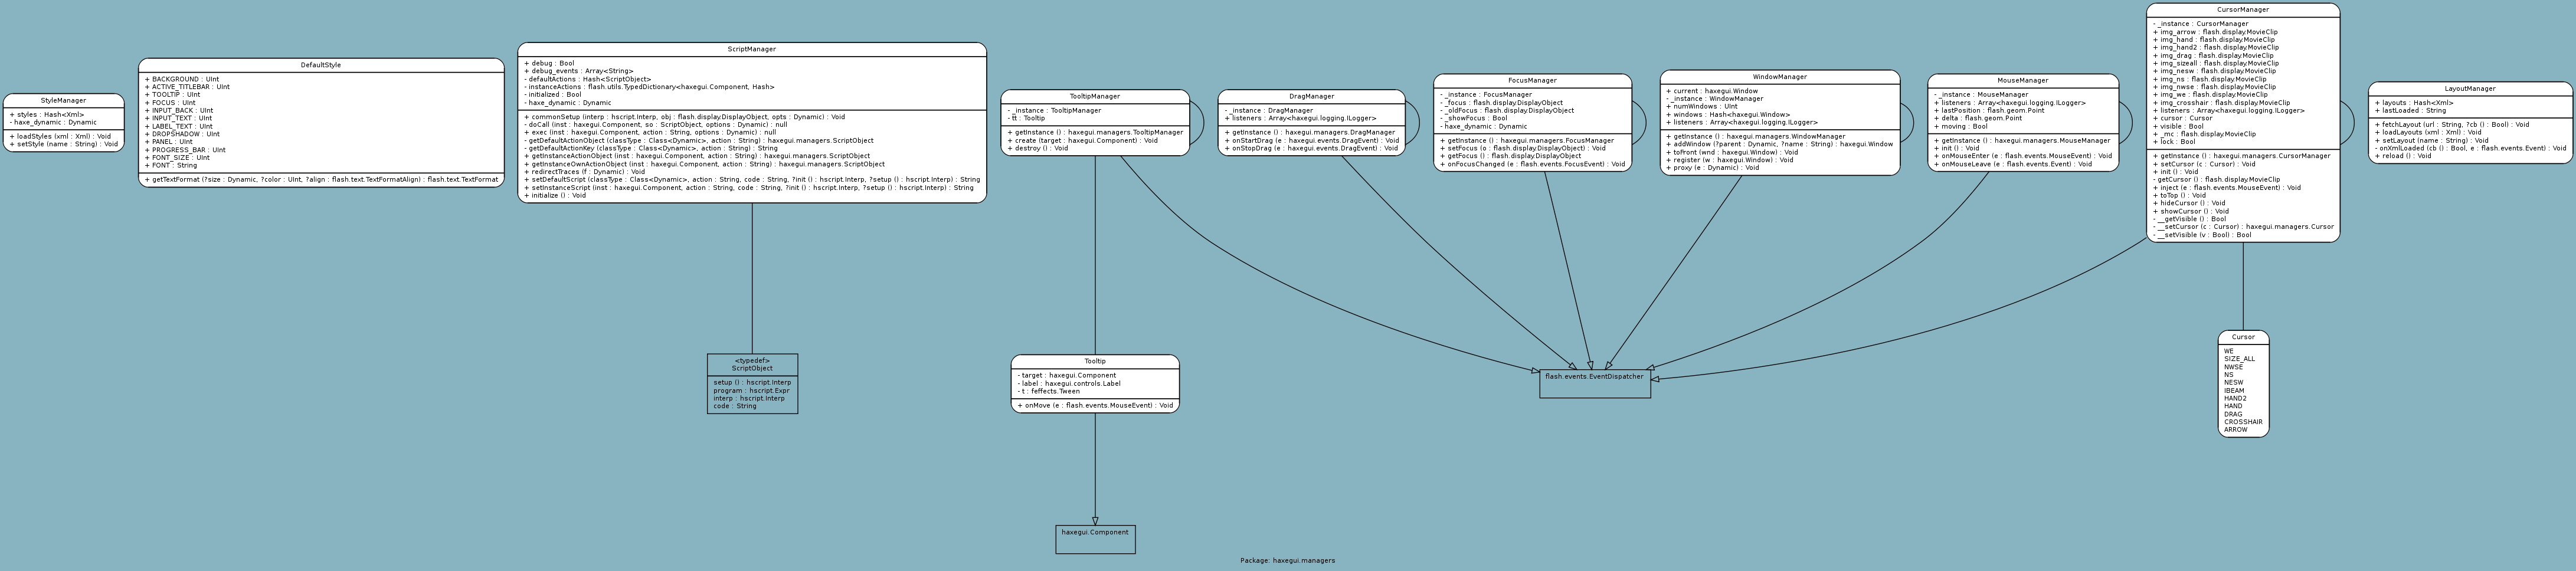 StyleManager
+ styles : Hash<Xml>
- haxe_dynamic : Dynamic
+ loadStyles (xml : Xml) : Void
+ setStyle (name : String) : Void
DefaultStyle
+ BACKGROUND : UInt
+ ACTIVE_TITLEBAR : UInt
+ TOOLTIP : UInt
+ FOCUS : UInt
+ INPUT_BACK : UInt
+ INPUT_TEXT : UInt
+ LABEL_TEXT : UInt
+ DROPSHADOW : UInt
+ PANEL : UInt
+ PROGRESS_BAR : UInt
+ FONT_SIZE : UInt
+ FONT : String
+ getTextFormat (?size : Dynamic, ?color : UInt, ?align : flash.text.TextFormatAlign) : flash.text.TextFormat
ScriptManager
+ debug : Bool
+ debug_events : Array<String>
- defaultActions : Hash<ScriptObject>
- instanceActions : flash.utils.TypedDictionary<haxegui.Component, Hash>
- initialized : Bool
- haxe_dynamic : Dynamic
+ commonSetup (interp : hscript.Interp, obj : flash.display.DisplayObject, opts : Dynamic) : Void
- doCall (inst : haxegui.Component, so : ScriptObject, options : Dynamic) : null
+ exec (inst : haxegui.Component, action : String, options : Dynamic) : null
- getDefaultActionObject (classType : Class<Dynamic>, action : String) : haxegui.managers.ScriptObject
- getDefaultActionKey (classType : Class<Dynamic>, action : String) : String
+ getInstanceActionObject (inst : haxegui.Component, action : String) : haxegui.managers.ScriptObject
+ getInstanceOwnActionObject (inst : haxegui.Component, action : String) : haxegui.managers.ScriptObject
+ redirectTraces (f : Dynamic) : Void
+ setDefaultScript (classType : Class<Dynamic>, action : String, code : String, ?init () : hscript.Interp, ?setup () : hscript.Interp) : String
+ setInstanceScript (inst : haxegui.Component, action : String, code : String, ?init () : hscript.Interp, ?setup () : hscript.Interp) : String
+ initialize () : Void
TooltipManager
- _instance : TooltipManager
- tt : Tooltip
+ getInstance () : haxegui.managers.TooltipManager
+ create (target : haxegui.Component) : Void
+ destroy () : Void
DragManager
- _instance : DragManager
+ listeners : Array<haxegui.logging.ILogger>
+ getInstance () : haxegui.managers.DragManager
+ onStartDrag (e : haxegui.events.DragEvent) : Void
+ onStopDrag (e : haxegui.events.DragEvent) : Void
FocusManager
- _instance : FocusManager
- _focus : flash.display.DisplayObject
- _oldFocus : flash.display.DisplayObject
- _showFocus : Bool
- haxe_dynamic : Dynamic
+ getInstance () : haxegui.managers.FocusManager
+ setFocus (o : flash.display.DisplayObject) : Void
+ getFocus () : flash.display.DisplayObject
+ onFocusChanged (e : flash.events.FocusEvent) : Void
WindowManager
+ current : haxegui.Window
- _instance : WindowManager
+ numWindows : UInt
+ windows : Hash<haxegui.Window>
+ listeners : Array<haxegui.logging.ILogger>
+ getInstance () : haxegui.managers.WindowManager
+ addWindow (?parent : Dynamic, ?name : String) : haxegui.Window
+ toFront (wnd : haxegui.Window) : Void
+ register (w : haxegui.Window) : Void
+ proxy (e : Dynamic) : Void
MouseManager
- _instance : MouseManager
+ listeners : Array<haxegui.logging.ILogger>
+ lastPosition : flash.geom.Point
+ delta : flash.geom.Point
+ moving : Bool
+ getInstance () : haxegui.managers.MouseManager
+ init () : Void
+ onMouseEnter (e : flash.events.MouseEvent) : Void
+ onMouseLeave (e : flash.events.Event) : Void
CursorManager
- _instance : CursorManager
+ img_arrow : flash.display.MovieClip
+ img_hand : flash.display.MovieClip
+ img_hand2 : flash.display.MovieClip
+ img_drag : flash.display.MovieClip
+ img_sizeall : flash.display.MovieClip
+ img_nesw : flash.display.MovieClip
+ img_ns : flash.display.MovieClip
+ img_nwse : flash.display.MovieClip
+ img_we : flash.display.MovieClip
+ img_crosshair : flash.display.MovieClip
+ listeners : Array<haxegui.logging.ILogger>
+ cursor : Cursor
+ visible : Bool
+ _mc : flash.display.MovieClip
+ lock : Bool
+ getInstance () : haxegui.managers.CursorManager
+ setCursor (c : Cursor) : Void
+ init () : Void
- getCursor () : flash.display.MovieClip
+ inject (e : flash.events.MouseEvent) : Void
+ toTop () : Void
+ hideCursor () : Void
+ showCursor () : Void
- __getVisible () : Bool
- __setCursor (c : Cursor) : haxegui.managers.Cursor
- __setVisible (v : Bool) : Bool
LayoutManager
+ layouts : Hash<Xml>
+ lastLoaded : String
+ fetchLayout (url : String, ?cb () : Bool) : Void
+ loadLayouts (xml : Xml) : Void
+ setLayout (name : String) : Void
- onXmlLoaded (cb () : Bool, e : flash.events.Event) : Void
+ reload () : Void
<typedef>
ScriptObject
setup () : hscript.Interp
program : hscript.Expr
interp : hscript.Interp
code : String
Tooltip
- target : haxegui.Component
- label : haxegui.controls.Label
- t : feffects.Tween
+ onMove (e : flash.events.MouseEvent) : Void
flash.events.EventDispatcher
Cursor
WE
SIZE_ALL
NWSE
NS
NESW
IBEAM
HAND2
HAND
DRAG
CROSSHAIR
ARROW
haxegui.Component
Package: haxegui.managers